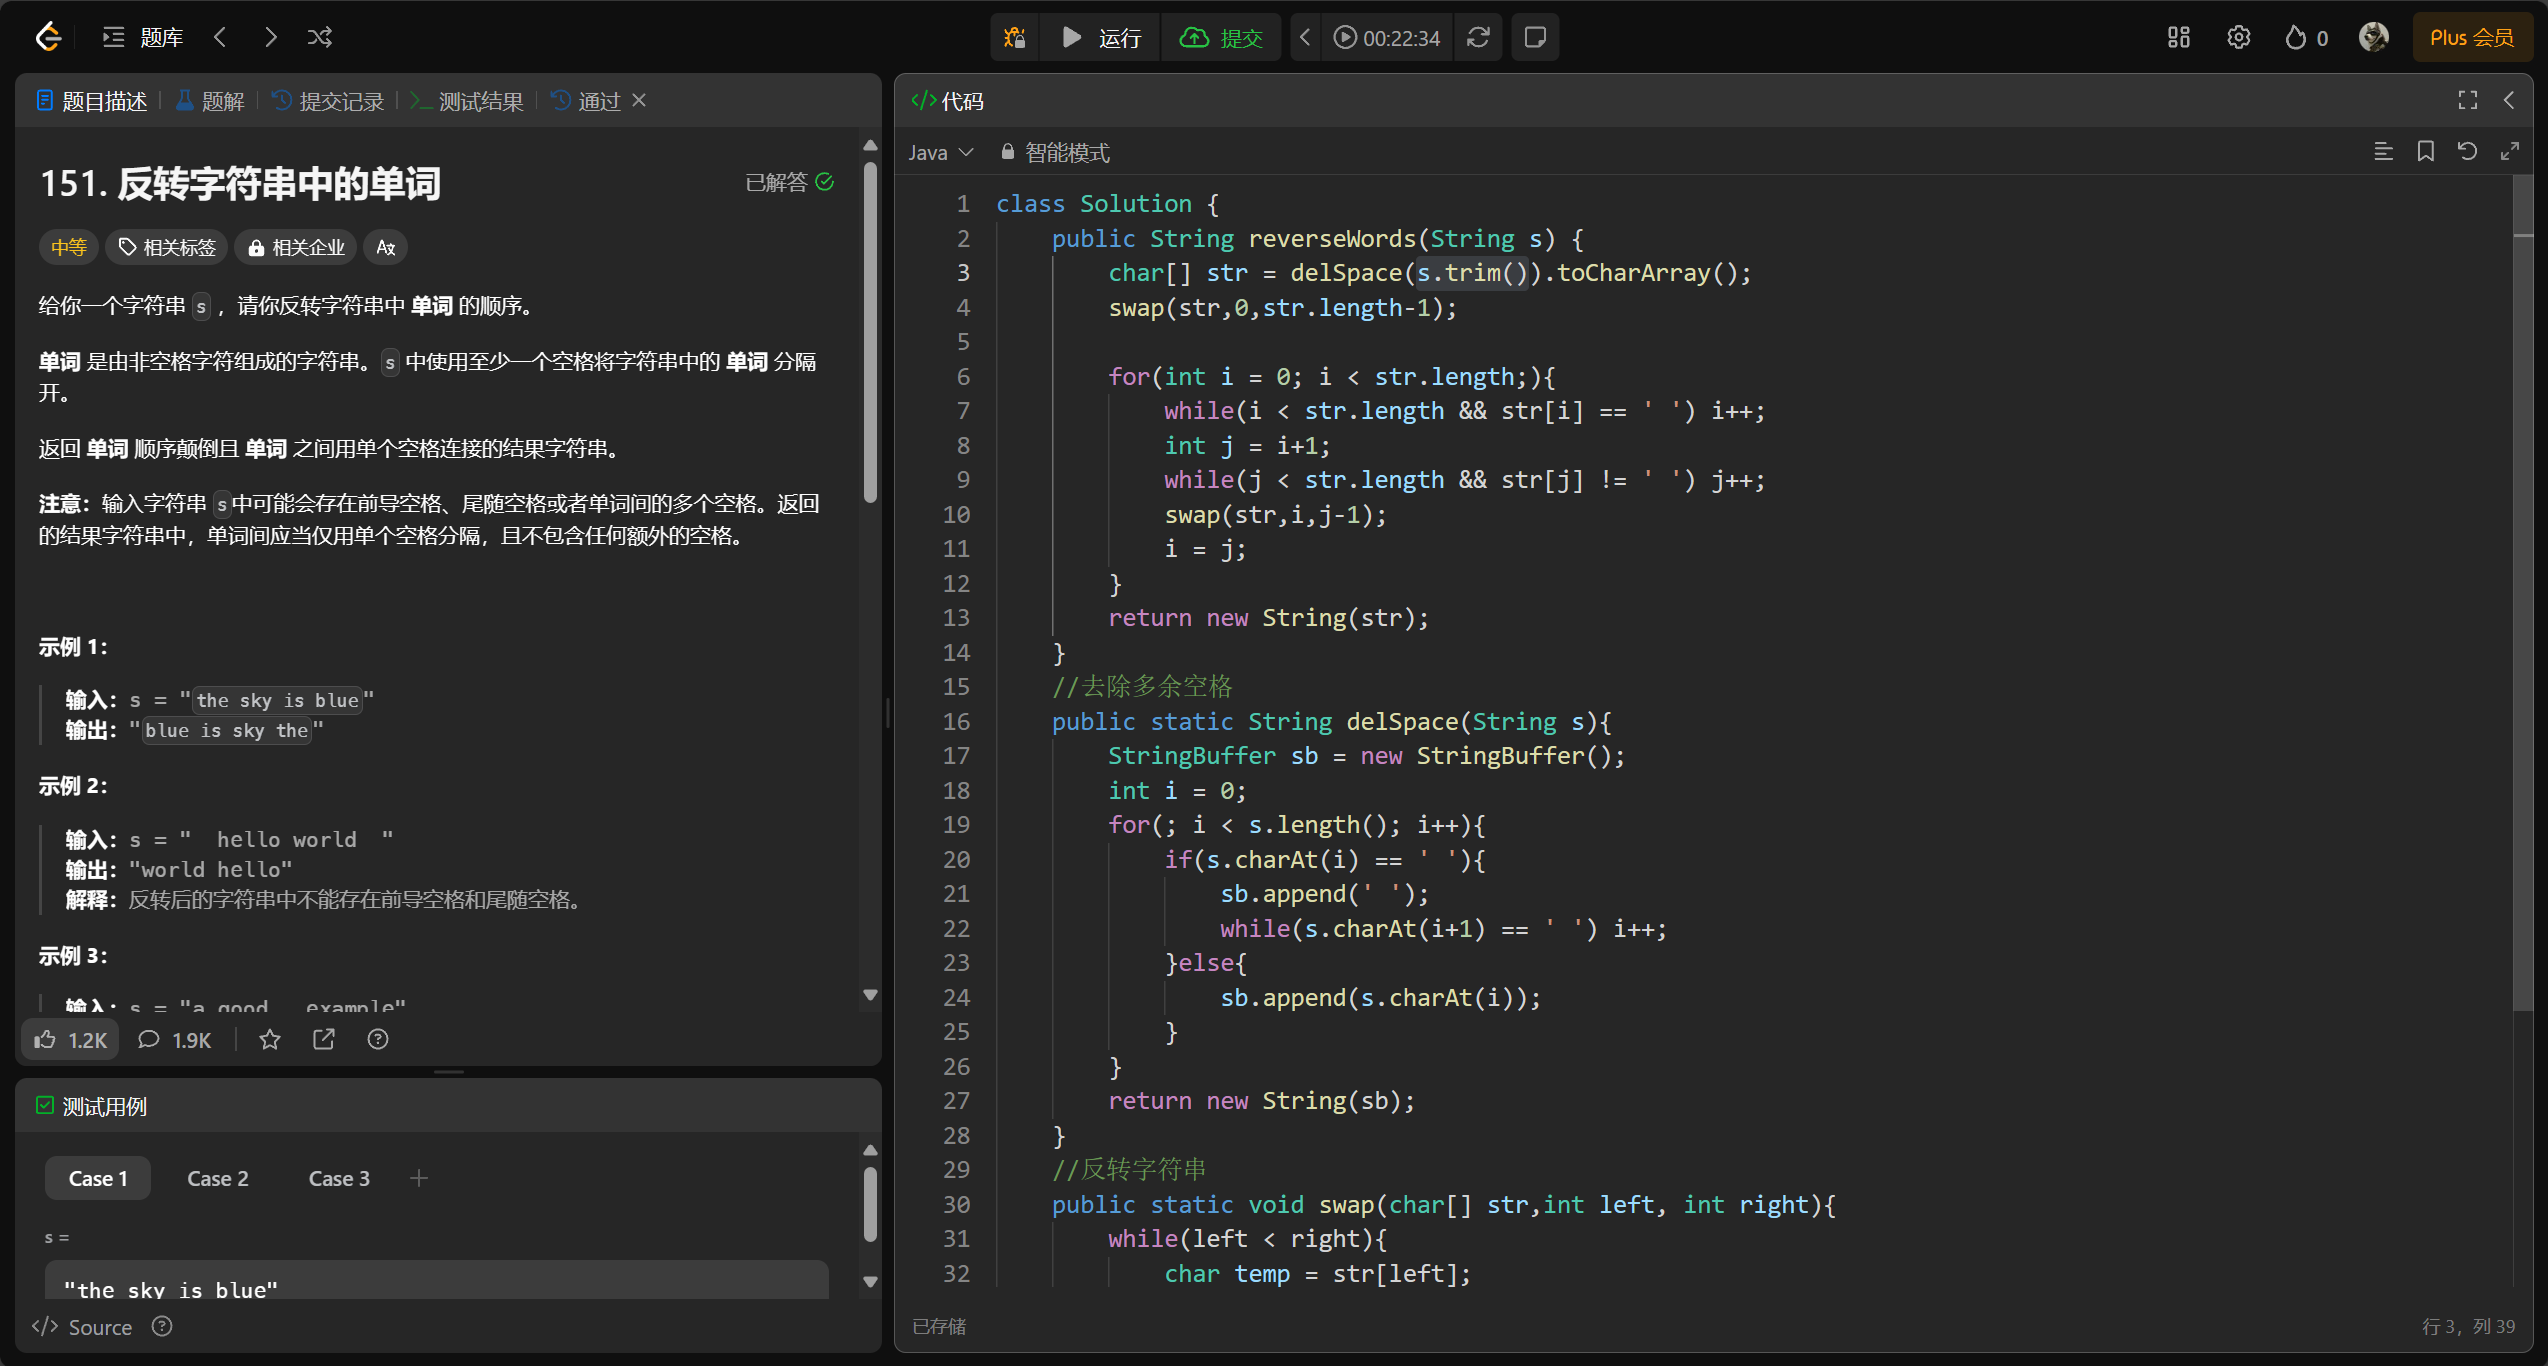 题库
运行
提交
00:22:34
0
Plus 会员
题目描述 题解 提交记录 测试结果 通过
151. 反转字符串中的单词
已解答
中等 相关标签 相关企业
给你一个字符串 s ，请你反转字符串中 单词 的顺序。
单词 是由非空格字符组成的字符串。s 中使用至少一个空格将字符串中的 单词 分隔
开。
返回 单词 顺序颠倒且 单词 之间用单个空格连接的结果字符串。
注意：输入字符串 s中可能会存在前导空格、尾随空格或者单词间的多个空格。返回
的结果字符串中，单词间应当仅用单个空格分隔，且不包含任何额外的空格。
示例 1：
输入：s = "the sky is blue"
输出："blue is sky the"
示例 2：
输入：s = "  hello world  "
输出："world hello"
解释：反转后的字符串中不能存在前导空格和尾随空格。
示例 3：
输入：s = "a good   example"
1.2K 1.9K
测试用例
Case 1 Case 2 Case 3
s =
"the sky is blue"
</> Source
</> 代码
Java 智能模式
1 class Solution {
2     public String reverseWords(String s) {
3         char[] str = delSpace(s.trim()).toCharArray();
4         swap(str,0,str.length-1);
5
6         for(int i = 0; i < str.length;){
7             while(i < str.length && str[i] == ' ') i++;
8             int j = i+1;
9             while(j < str.length && str[j] != ' ') j++;
10             swap(str,i,j-1);
11             i = j;
12         }
13         return new String(str);
14     }
15     //去除多余空格
16     public static String delSpace(String s){
17         StringBuffer sb = new StringBuffer();
18         int i = 0;
19         for(; i < s.length(); i++){
20             if(s.charAt(i) == ' '){
21                 sb.append(' ');
22                 while(s.charAt(i+1) == ' ') i++;
23             }else{
24                 sb.append(s.charAt(i));
25             }
26         }
27         return new String(sb);
28     }
29     //反转字符串
30     public static void swap(char[] str,int left, int right){
31         while(left < right){
32             char temp = str[left];
已存储
行 3，列 39